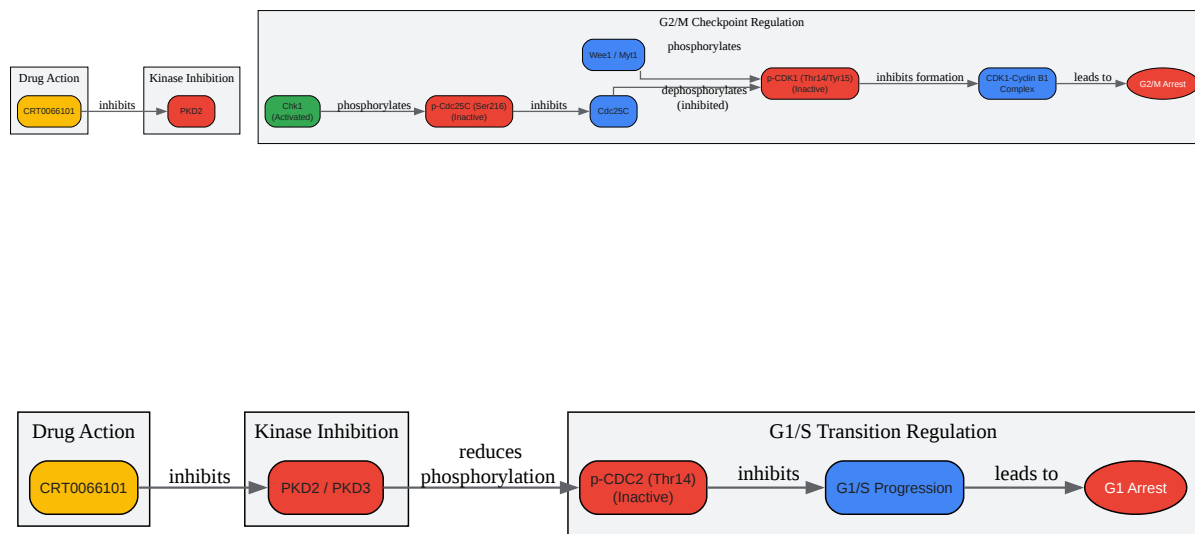 G2/M Checkpoint Regulation
Drug Action
Kinase Inhibition
CRT0066101
inhibits
PKD2
Chk1
(Activated)
phosphorylates
p-Cdc25C (Ser216)
(Inactive)
inhibits
Wee1 / Myt1
phosphorylates
Cdc25C
dephosphorylates
(inhibited)
p-CDK1 (Thr14/Tyr15)
(Inactive)
inhibits formation
CDK1-Cyclin B1
Complex
leads to
G2/M Arrest
Drug Action
CRT0066101
inhibits
Kinase Inhibition
PKD2 / PKD3
reduces
phosphorylation
G1/S Transition Regulation
p-CDC2 (Thr14)
(Inactive)
inhibits
G1/S Progression
leads to
G1 Arrest